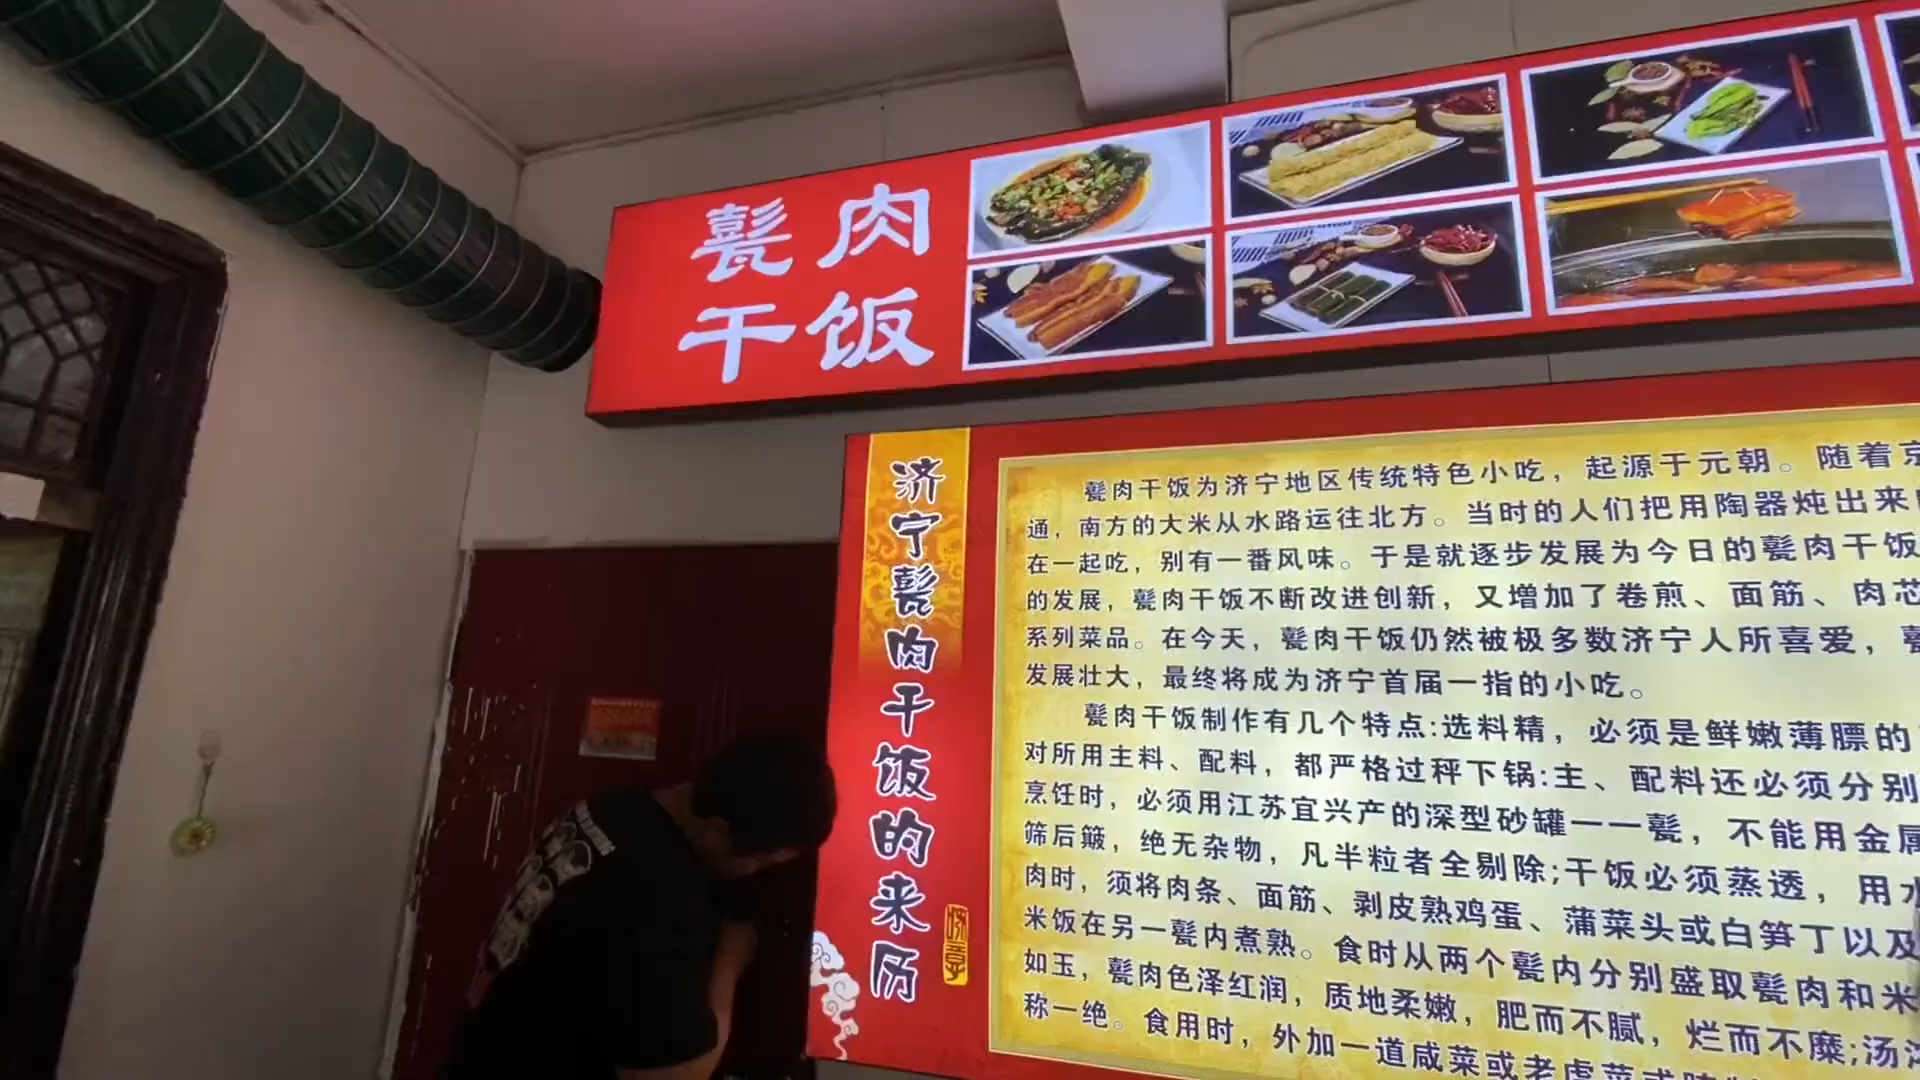 甏肉
干饭
济宁甏肉干饭的来历
甏肉干饭为济宁地区传统特色小吃，起源于元朝。随着京
通，南方的大米从水路运往北方。当时的人们把用陶器炖出来
在一起吃，别有一番风味。于是就逐步发展为今日的甏肉干饭
的发展，甏肉干饭不断改进创新，又增加了卷煎、面筋、肉芯
系列菜品。在今天，甏肉干饭仍然被极多数济宁人所喜爱，
发展壮大，最终将成为济宁首届一指的小吃。
甏肉干饭制作有几个特点:选料精，必须是鲜嫩薄膘的
对所用主料、配料，都严格过秤下锅:主、配料还必须分别
烹饪时，必须用江苏宜兴产的深型砂罐一一甏，不能用金属
筛后簸，绝无杂物，凡半粒者全剔除;干饭必须蒸透，用
肉时，须将肉条、面筋、剥皮熟鸡蛋、蒲菜头或白笋丁以及
米饭在另一甏内煮熟。食时从两个甏内分别盛取甏肉和米
如玉，甏肉色泽红润，质地柔嫩，肥而不腻，烂而不糜;汤
称一绝。食用时，外加一道咸菜或老虎菜或